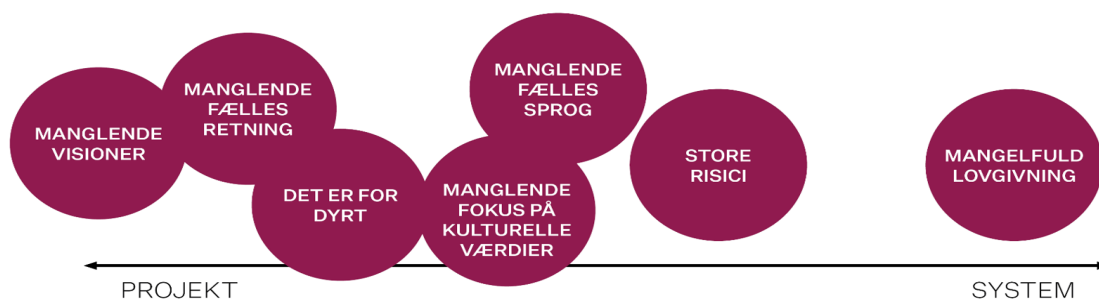 MANGLENDE
VISIONER
MANGLENDE
FÆLLES
RETNING
DET ER FOR
DYRT
MANGLENDE
FÆLLES
SPROG
MANGLENDE
FOKUS PÅ
KULTURELLE
VÆRDIER
STORE
RISICI
MANGELFULD
LOVGIVNING
PROJEKT
SYSTEM